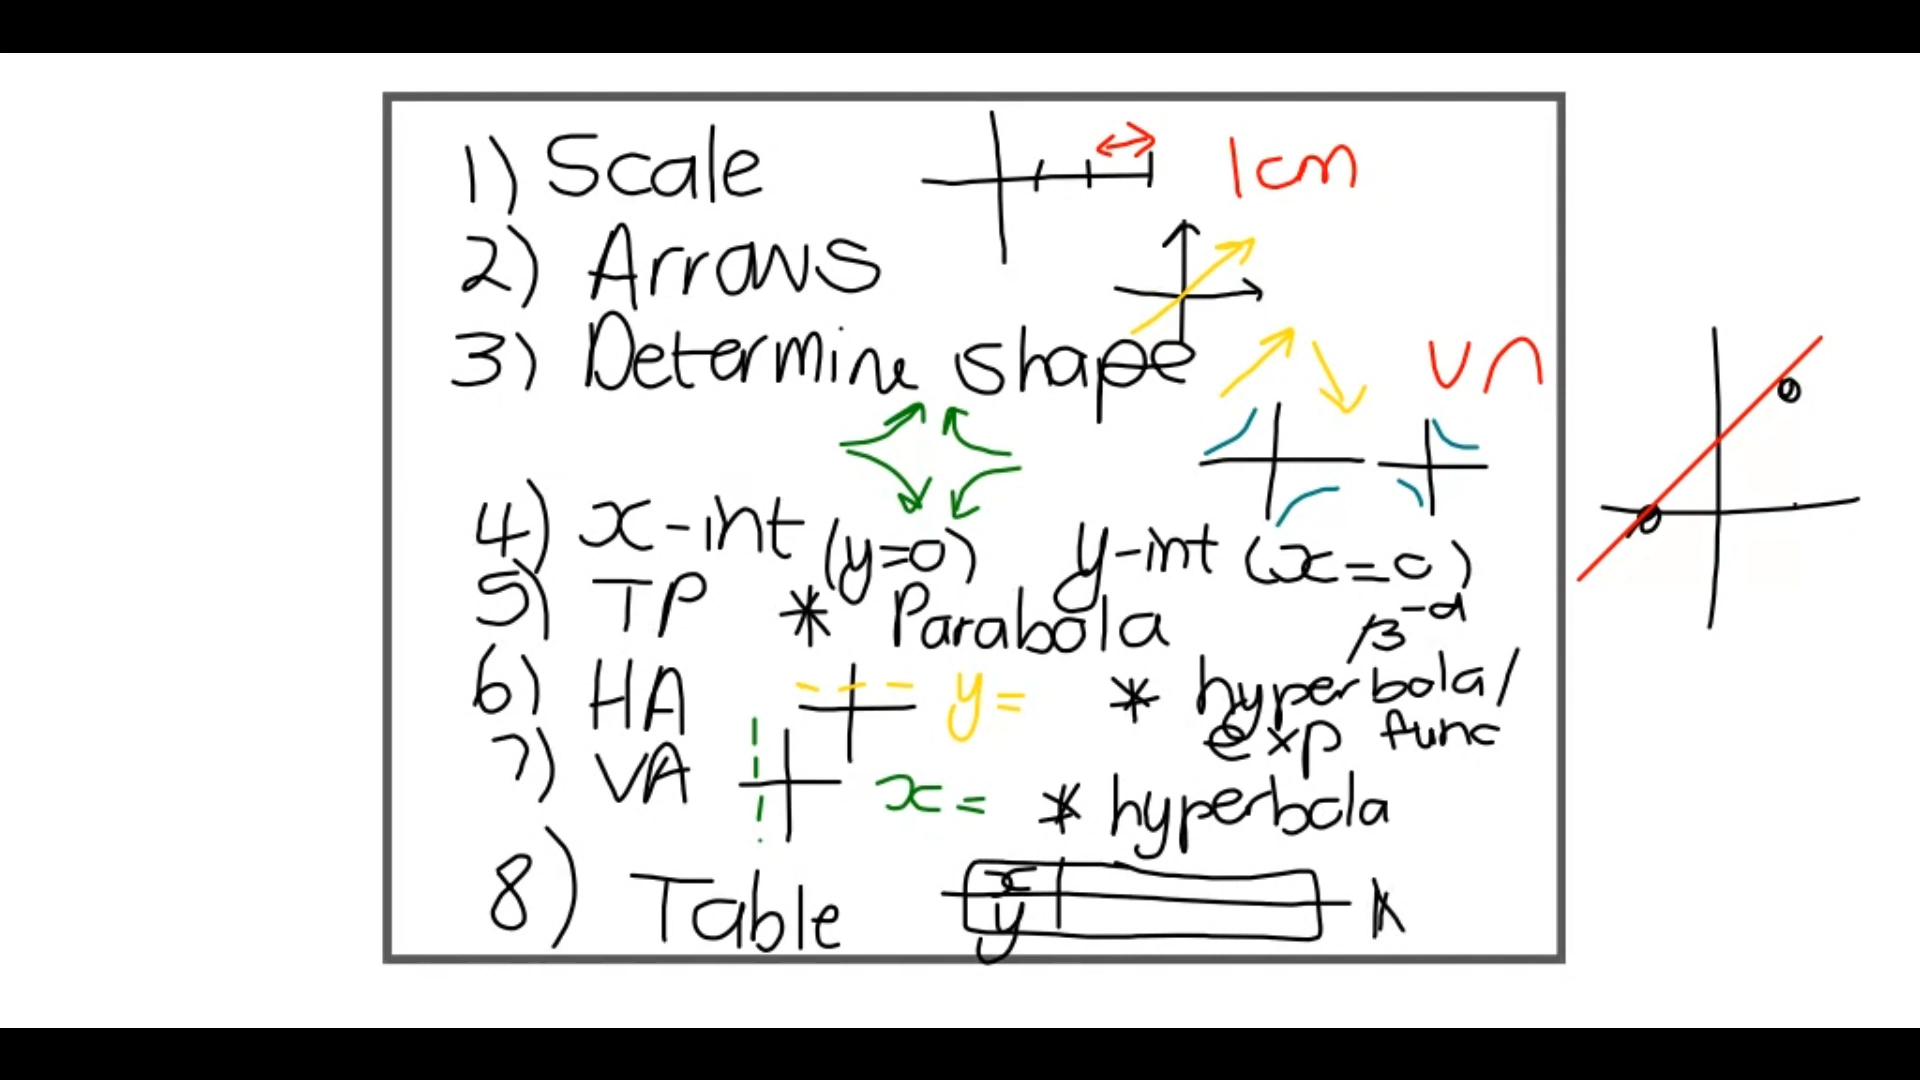 1) Scale 1cm
2) Arrows
3) Determine shape
4) x-int (y=0) y-int (x=0)
5) TP * Parabola
6) HA y= * hyperbola/
exp func
7) VA x= * hyperbola
8) Table x
y